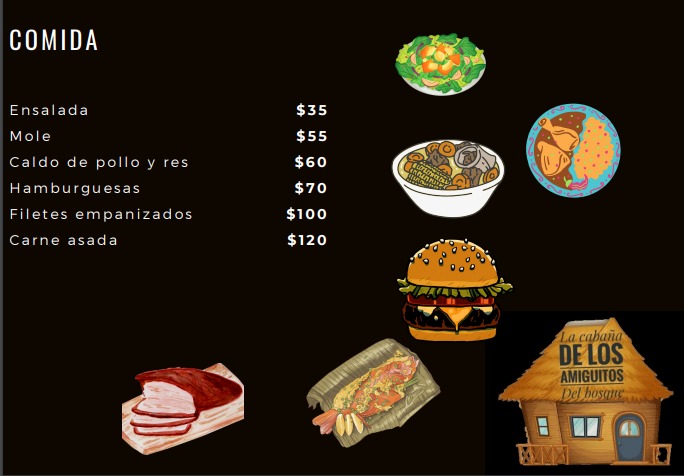 COMIDA
Ensalada $35
Mole $55
Caldo de pollo y res $60
Hamburguesas $70
Filetes empanizados $100
Carne asada $120
La cabaña
DE LOS
AMIGUITOS
Del bosque